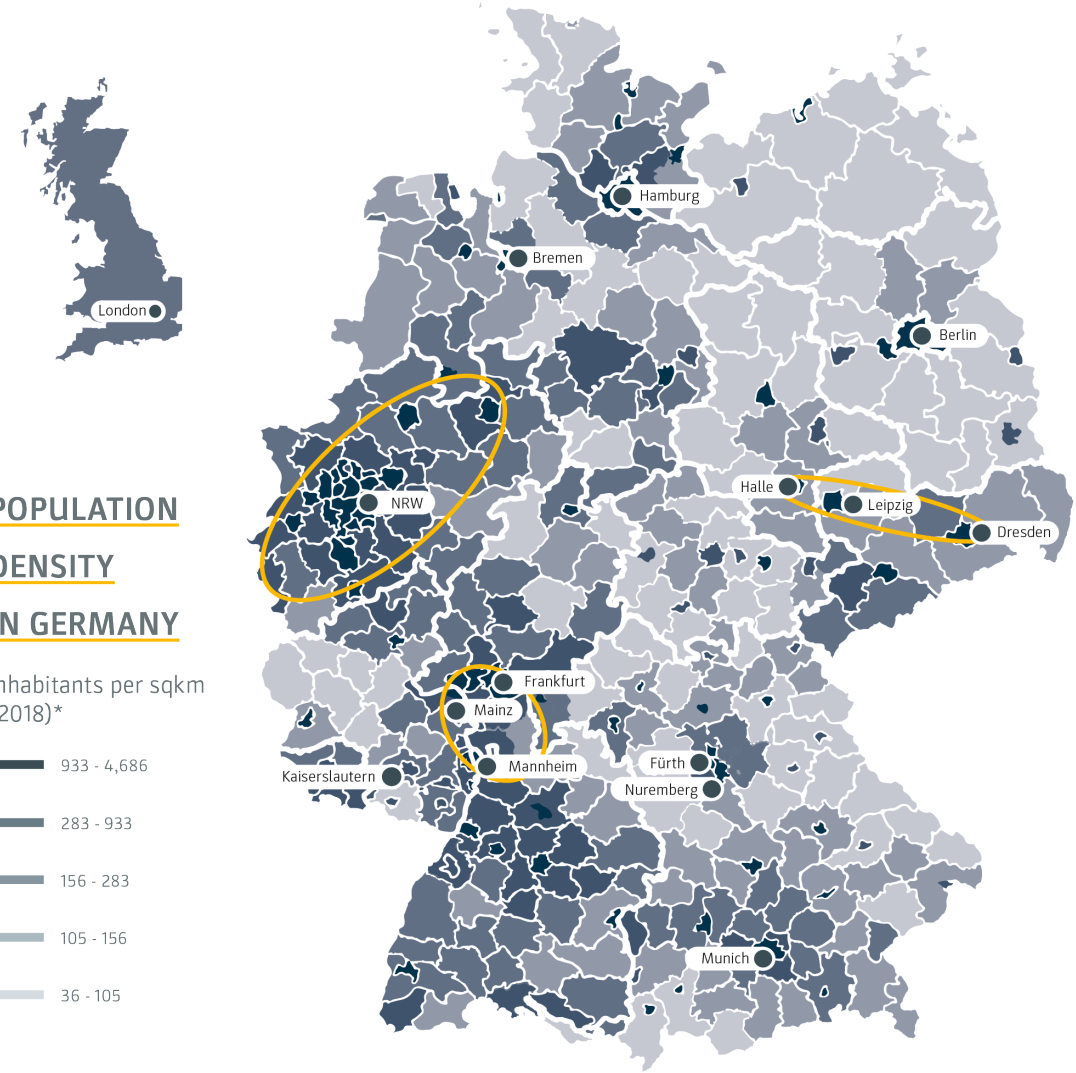 London
POPULATION
DENSITY
N GERMANY
nhabitants per sqkm
2018)*
933 - 4,686
283 - 933
156 - 283
105 - 156
36 - 105
Hamburg
Bremen
Berlin
NRW
Halle
Leipzig
Dresden
Frankfurt
Mainz
Mannheim
Kaiserslautern
Fürth
Nuremberg
Munich